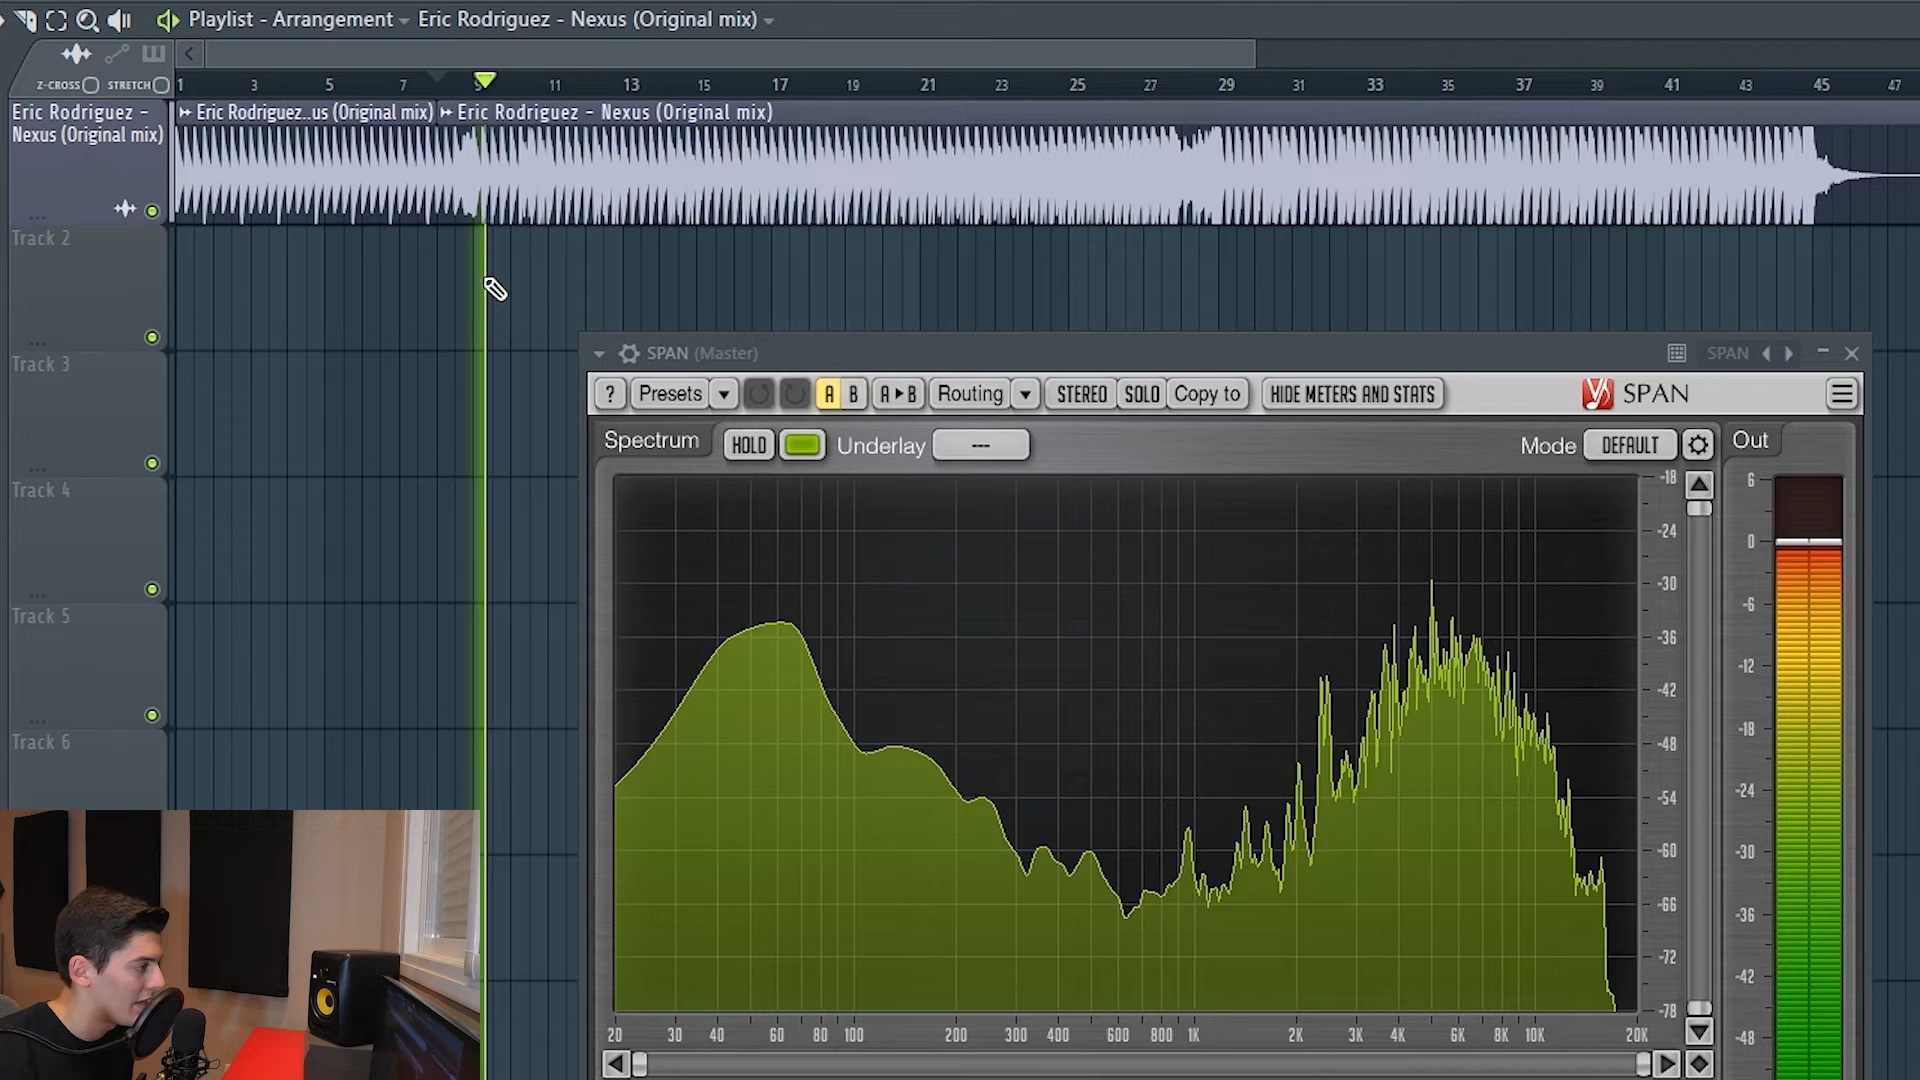 Playlist - Arrangement Eric Rodriguez - Nexus (Original mix)
Z-CROSS STRETCH 1 3 5 7 9 11 13 15 17 19 21 23 25 27 29 31 33 35 37 39 41 43 45 47
Eric Rodriguez -
Nexus (Original mix)
Eric Rodriguez..us (Original mix) Eric Rodriguez - Nexus (Original mix)
Track 2
Track 3
Track 4
Track 5
Track 6
SPAN (Master) SPAN
? Presets A B A B Routing STEREO SOLO Copy to HIDE METERS AND STATS SPAN
Spectrum HOLD Underlay --- Mode DEFAULT Out
-18
-24
-30
-36
-42
-48
-54
-60
-66
-72
-78
20 30 40 60 80 100 200 300 400 600 800 1K 2K 3K 4K 6K 8K 10K 20K
6
0
-6
-12
-18
-24
-30
-36
-42
-48